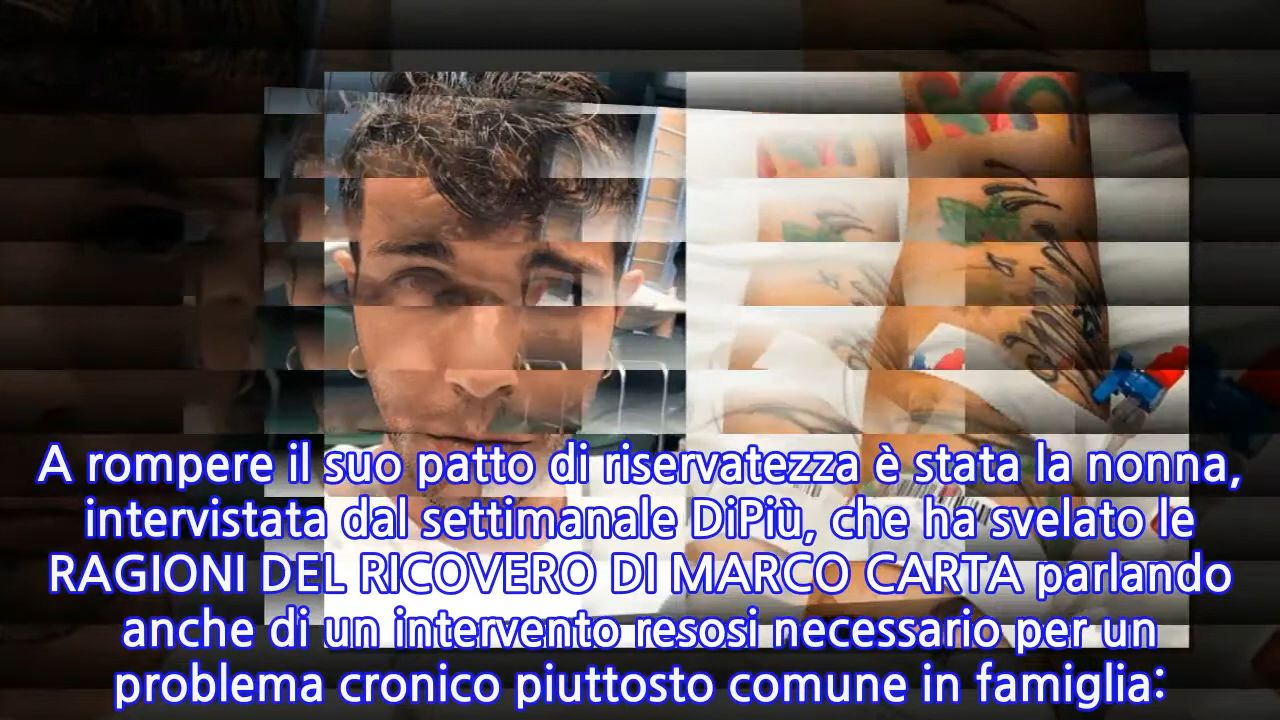 A rompere il suo patto di riservatezza è stata la nonna,
intervistata dal settimanale DiPiù, che ha svelato le
RAGIONI DEL RICOVERO DI MARCO CARTA parlando
anche di un intervento resosi necessario per un
problema cronico piuttosto comune in famiglia: